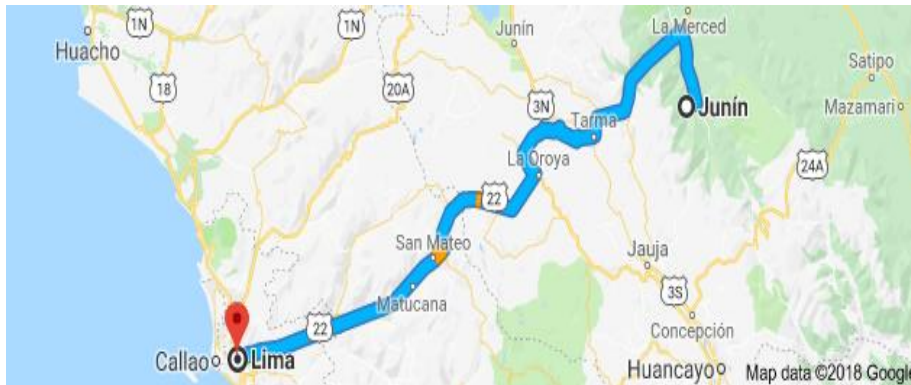 1N
1N
La Merced
Huacho
Junín
18
20A
Satipo
3N
Junín
Mazamari
Tarma
La Oroya
24A
22
San Mateo
Jauja
Matucana
3S
22
Concepción
Callao
Lima
Huancayo
Map data ©2018 Google